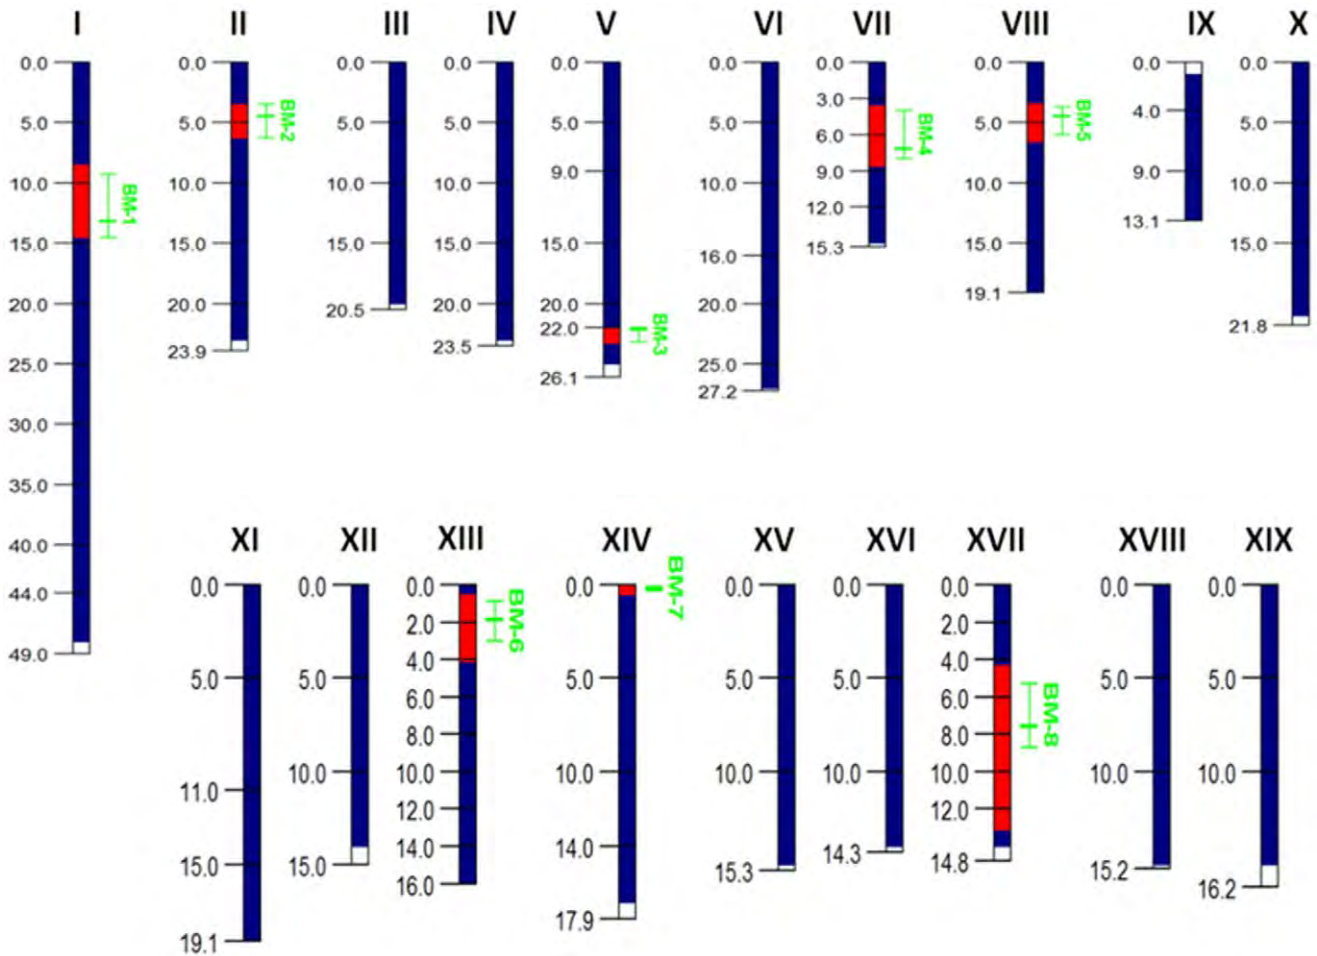 I II III IV V VI VII VIII IX X
0.0 5.0 10.0 15.0 20.0 25.0 30.0 35.0 40.0 44.0 49.0
BM-1
0.0 5.0 10.0 15.0 20.0 23.9
BM-2
0.0 5.0 10.0 15.0 20.5
0.0 5.0 10.0 15.0 20.0 23.5
0.0 9.0 15.0 20.0 22.0 26.1
BM-3
0.0 10.0 16.0 20.0 25.0 27.2
0.0 3.0 6.0 9.0 12.0 15.3
BM-4
0.0 5.0 10.0 15.0 19.1
BM-5
0.0 4.0 9.0 13.1
0.0 5.0 10.0 15.0 21.8
XI XII XIII XIV XV XVI XVII XVIII XIX
0.0 5.0 11.0 15.0 19.1
0.0 5.0 10.0 15.0
0.0 2.0 4.0 6.0 8.0 10.0 12.0 14.0 16.0
BM-6
0.0 5.0 10.0 14.0 17.9
BM-7
0.0 5.0 10.0 15.3
0.0 5.0 10.0 14.3
0.0 2.0 4.0 6.0 8.0 10.0 12.0 14.8
BM-8
0.0 5.0 10.0 15.2
0.0 5.0 10.0 16.2